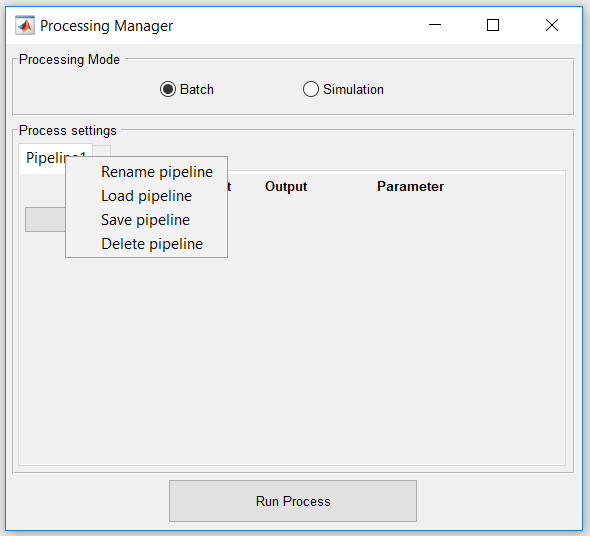 Processing Manager
Processing Mode
Batch Simulation
Process settings
Pipeline1
Rename pipeline
Load pipeline
Save pipeline
Delete pipeline
Output Parameter
Run Process